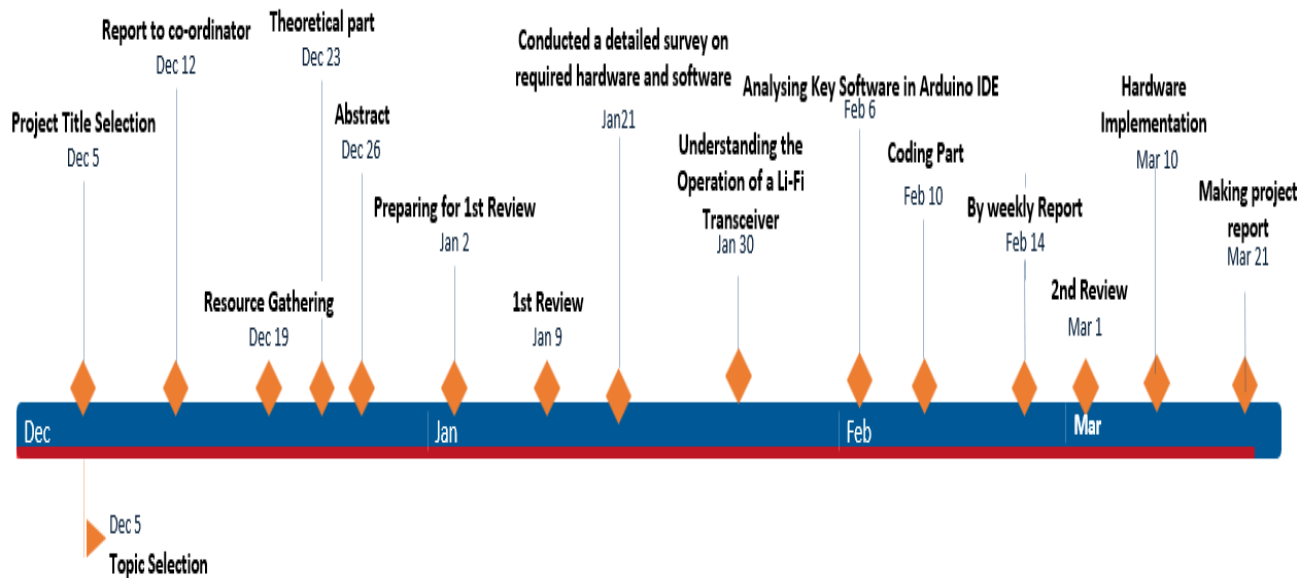 Project Title Selection
Dec 5
Report to co-ordinator
Dec 12
Resource Gathering
Dec 19
Theoretical part
Dec 23
Abstract
Dec 26
Preparing for 1st Review
Jan 2
1st Review
Jan 9
Conducted a detailed survey on
required hardware and software
Jan21
Understanding the
Operation of a Li-Fi
Transceiver
Jan 30
Analysing Key Software in Arduino IDE
Feb 6
Coding Part
Feb 10
By weekly Report
Feb 14
2nd Review
Mar 1
Hardware
Implementation
Mar 10
Making project
report
Mar 21
Dec
Jan
Feb
Mar
Dec 5
Topic Selection